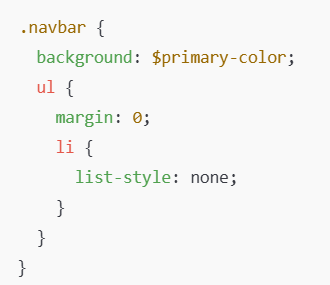 .navbar {
  background: $primary-color;
  ul {
    margin: 0;
    li {
      list-style: none;
    }
  }
}